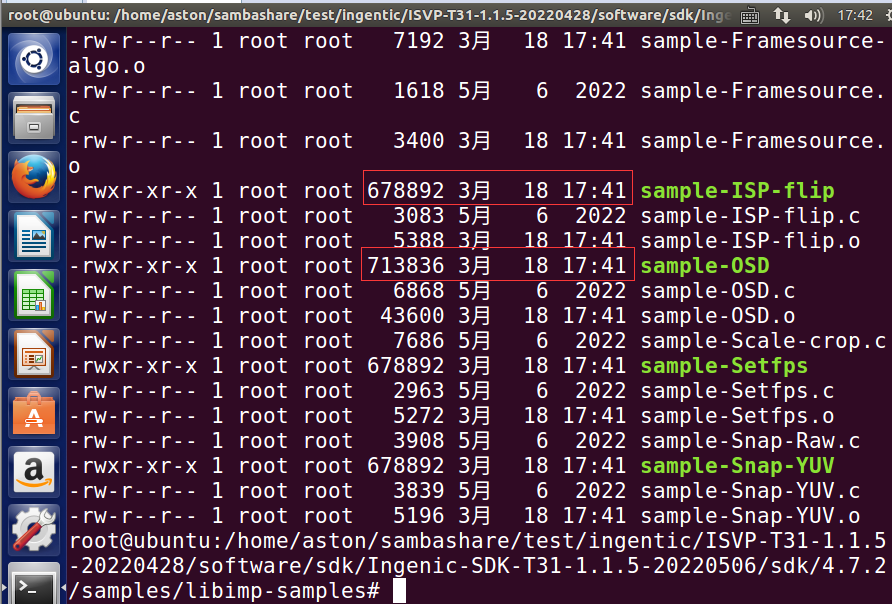 root@ubuntu: /home/aston/sambashare/test/ingentic/ISVP-T31-1.1.5-20220428/software/sdk/Inge
17:42
-rw-r--r-- 1 root root 7192 3月 18 17:41 sample-Framesource-
algo.o
-rw-r--r-- 1 root root 1618 5月 6 2022 sample-Framesource.
c
-rw-r--r-- 1 root root 3400 3月 18 17:41 sample-Framesource.
o
-rwxr-xr-x 1 root root 678892 3月 18 17:41 sample-ISP-flip
-rw-r--r-- 1 root root 3083 5月 6 2022 sample-ISP-flip.c
-rw-r--r-- 1 root root 5388 3月 18 17:41 sample-ISP-flip.o
-rwxr-xr-x 1 root root 713836 3月 18 17:41 sample-OSD
-rw-r--r-- 1 root root 6868 5月 6 2022 sample-OSD.c
-rw-r--r-- 1 root root 43600 3月 18 17:41 sample-OSD.o
-rw-r--r-- 1 root root 7686 5月 6 2022 sample-Scale-crop.c
-rwxr-xr-x 1 root root 678892 3月 18 17:41 sample-Setfps
-rw-r--r-- 1 root root 2963 5月 6 2022 sample-Setfps.c
-rw-r--r-- 1 root root 5272 3月 18 17:41 sample-Setfps.o
-rw-r--r-- 1 root root 3908 5月 6 2022 sample-Snap-Raw.c
-rwxr-xr-x 1 root root 678892 3月 18 17:41 sample-Snap-YUV
-rw-r--r-- 1 root root 3839 5月 6 2022 sample-Snap-YUV.c
-rw-r--r-- 1 root root 5196 3月 18 17:41 sample-Snap-YUV.o
root@ubuntu:/home/aston/sambashare/test/ingentic/ISVP-T31-1.1.5
-20220428/software/sdk/Ingenic-SDK-T31-1.1.5-20220506/sdk/4.7.2
/samples/libimp-samples#